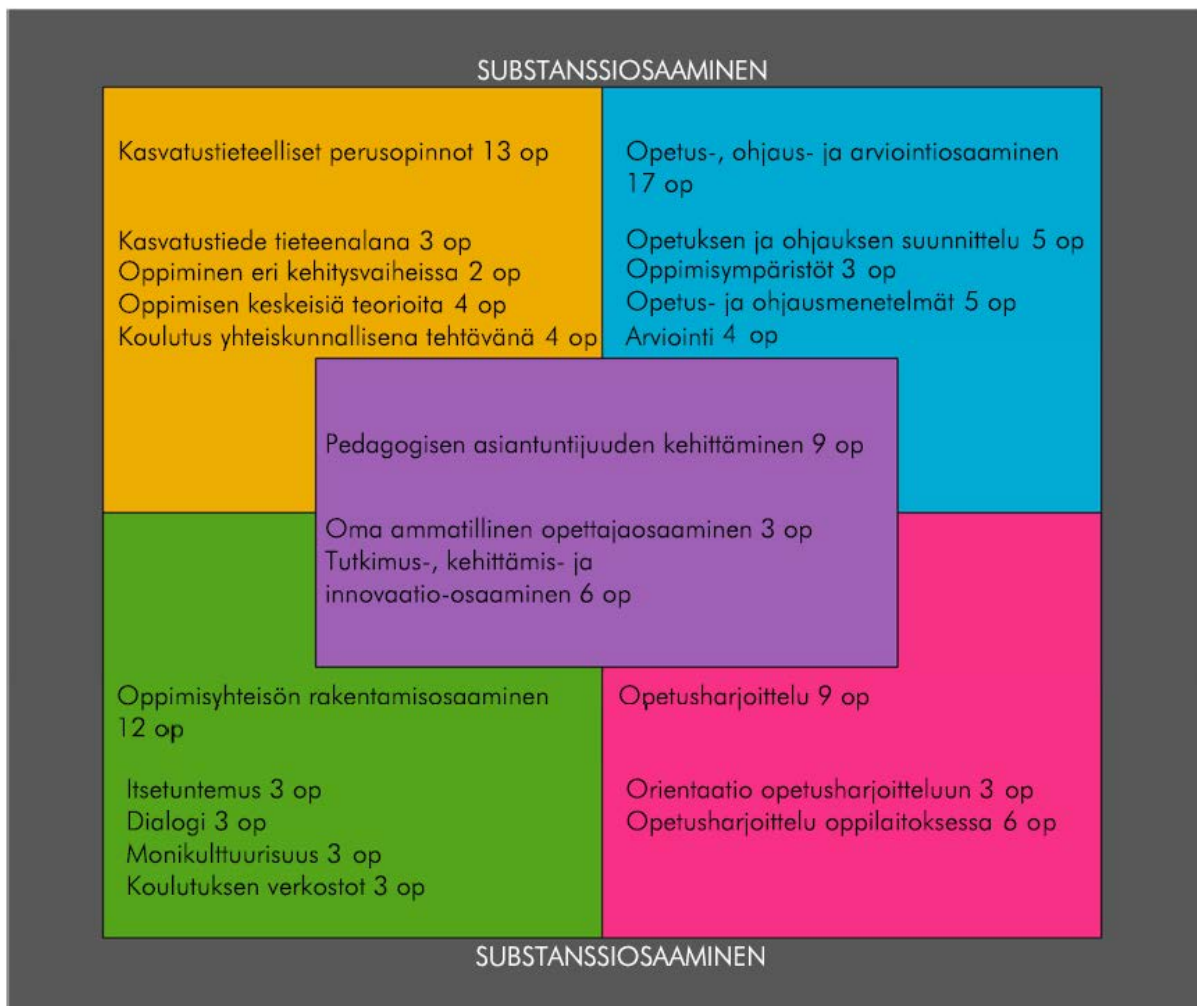 SUBSTANSSIOSAAMINEN
Kasvatustieteelliset perusopinnot 13 op
Kasvatustiede tieteenalana 3 op
Oppiminen eri kehitysvaiheissa 2 op
Oppimisen keskeisiä teorioita 4 op
Koulutus yhteiskunnallisena tehtävänä 4 op
Opetus-, ohjaus- ja arviointiosaaminen
17 op
Opetuksen ja ohjauksen suunnittelu 5 op
Oppimisympäristöt 3 op
Opetus- ja ohjausmenetelmät 5 op
Arviointi 4 op
Pedagogisen asiantuntijuuden kehittäminen 9 op
Oma ammatillinen opettajaosaaminen 3 op
Tutkimus-, kehittämis- ja
innovaatio-osaaminen 6 op
Oppimisyhteisön rakentamisosaaminen
12 op
Itsetuntemus 3 op
Dialogi 3 op
Monikulttuurisuus 3 op
Koulutuksen verkostot 3 op
Opetusharjoittelu 9 op
Orientaatio opetusharjoitteluun 3 op
Opetusharjoittelu oppilaitoksessa 6 op
SUBSTANSSIOSAAMINEN